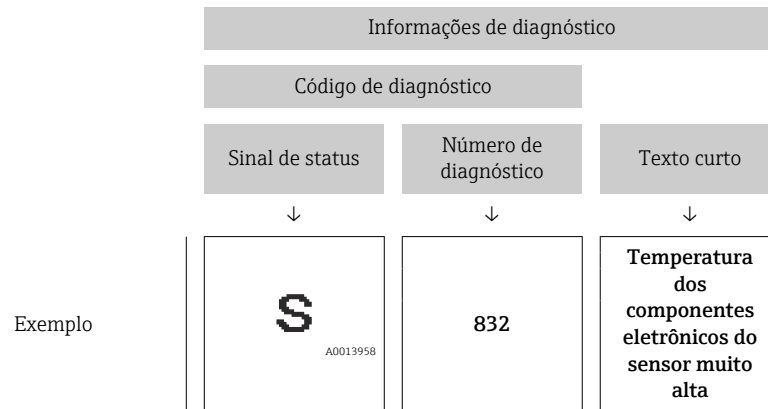 Informações de diagnóstico
Código de diagnóstico
Sinal de status
Número de
diagnóstico
Texto curto
↓ ↓ ↓
Exemplo
S
A0013958
832
Temperatura
dos
componentes
eletrônicos do
sensor muito
alta